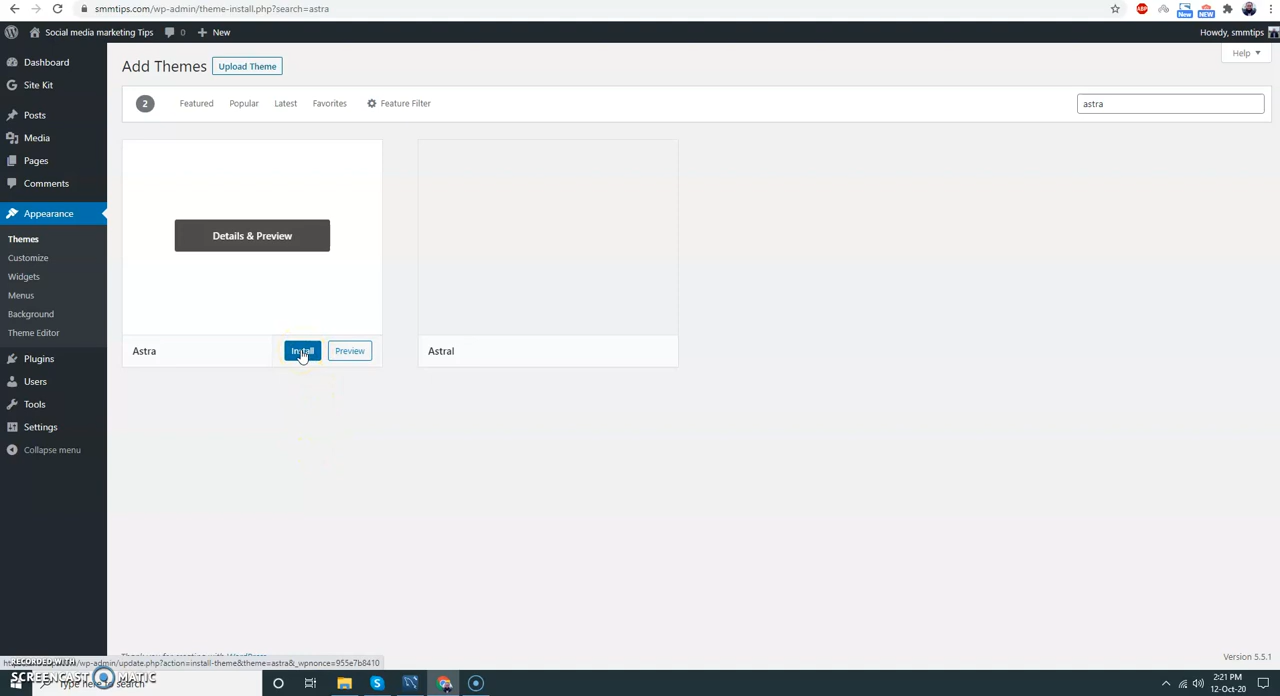 smmtips.com/wp-admin/theme-install.php?search=astra
New
NEW
Social media marketing Tips
0
New
Howdy, smmtips
Dashboard
Site Kit
Posts
Media
Pages
Comments
Appearance
Themes
Customize
Widgets
Menus
Background
Theme Editor
Plugins
Users
Tools
Settings
Collapse menu
Add Themes
Upload Theme
Help
2
Featured
Popular
Latest
Favorites
Feature Filter
astra
Details & Preview
Astra
Install
Preview
Astral
Thank you for creating with WordPress
Version 5.5.1
/wp-admin/update.php?action=install-theme&theme=astra&_wpnonce=955e7b8410
RECORDED WITH
SCREENCAST MATIC
Type here to search
2:21 PM
12-Oct-20